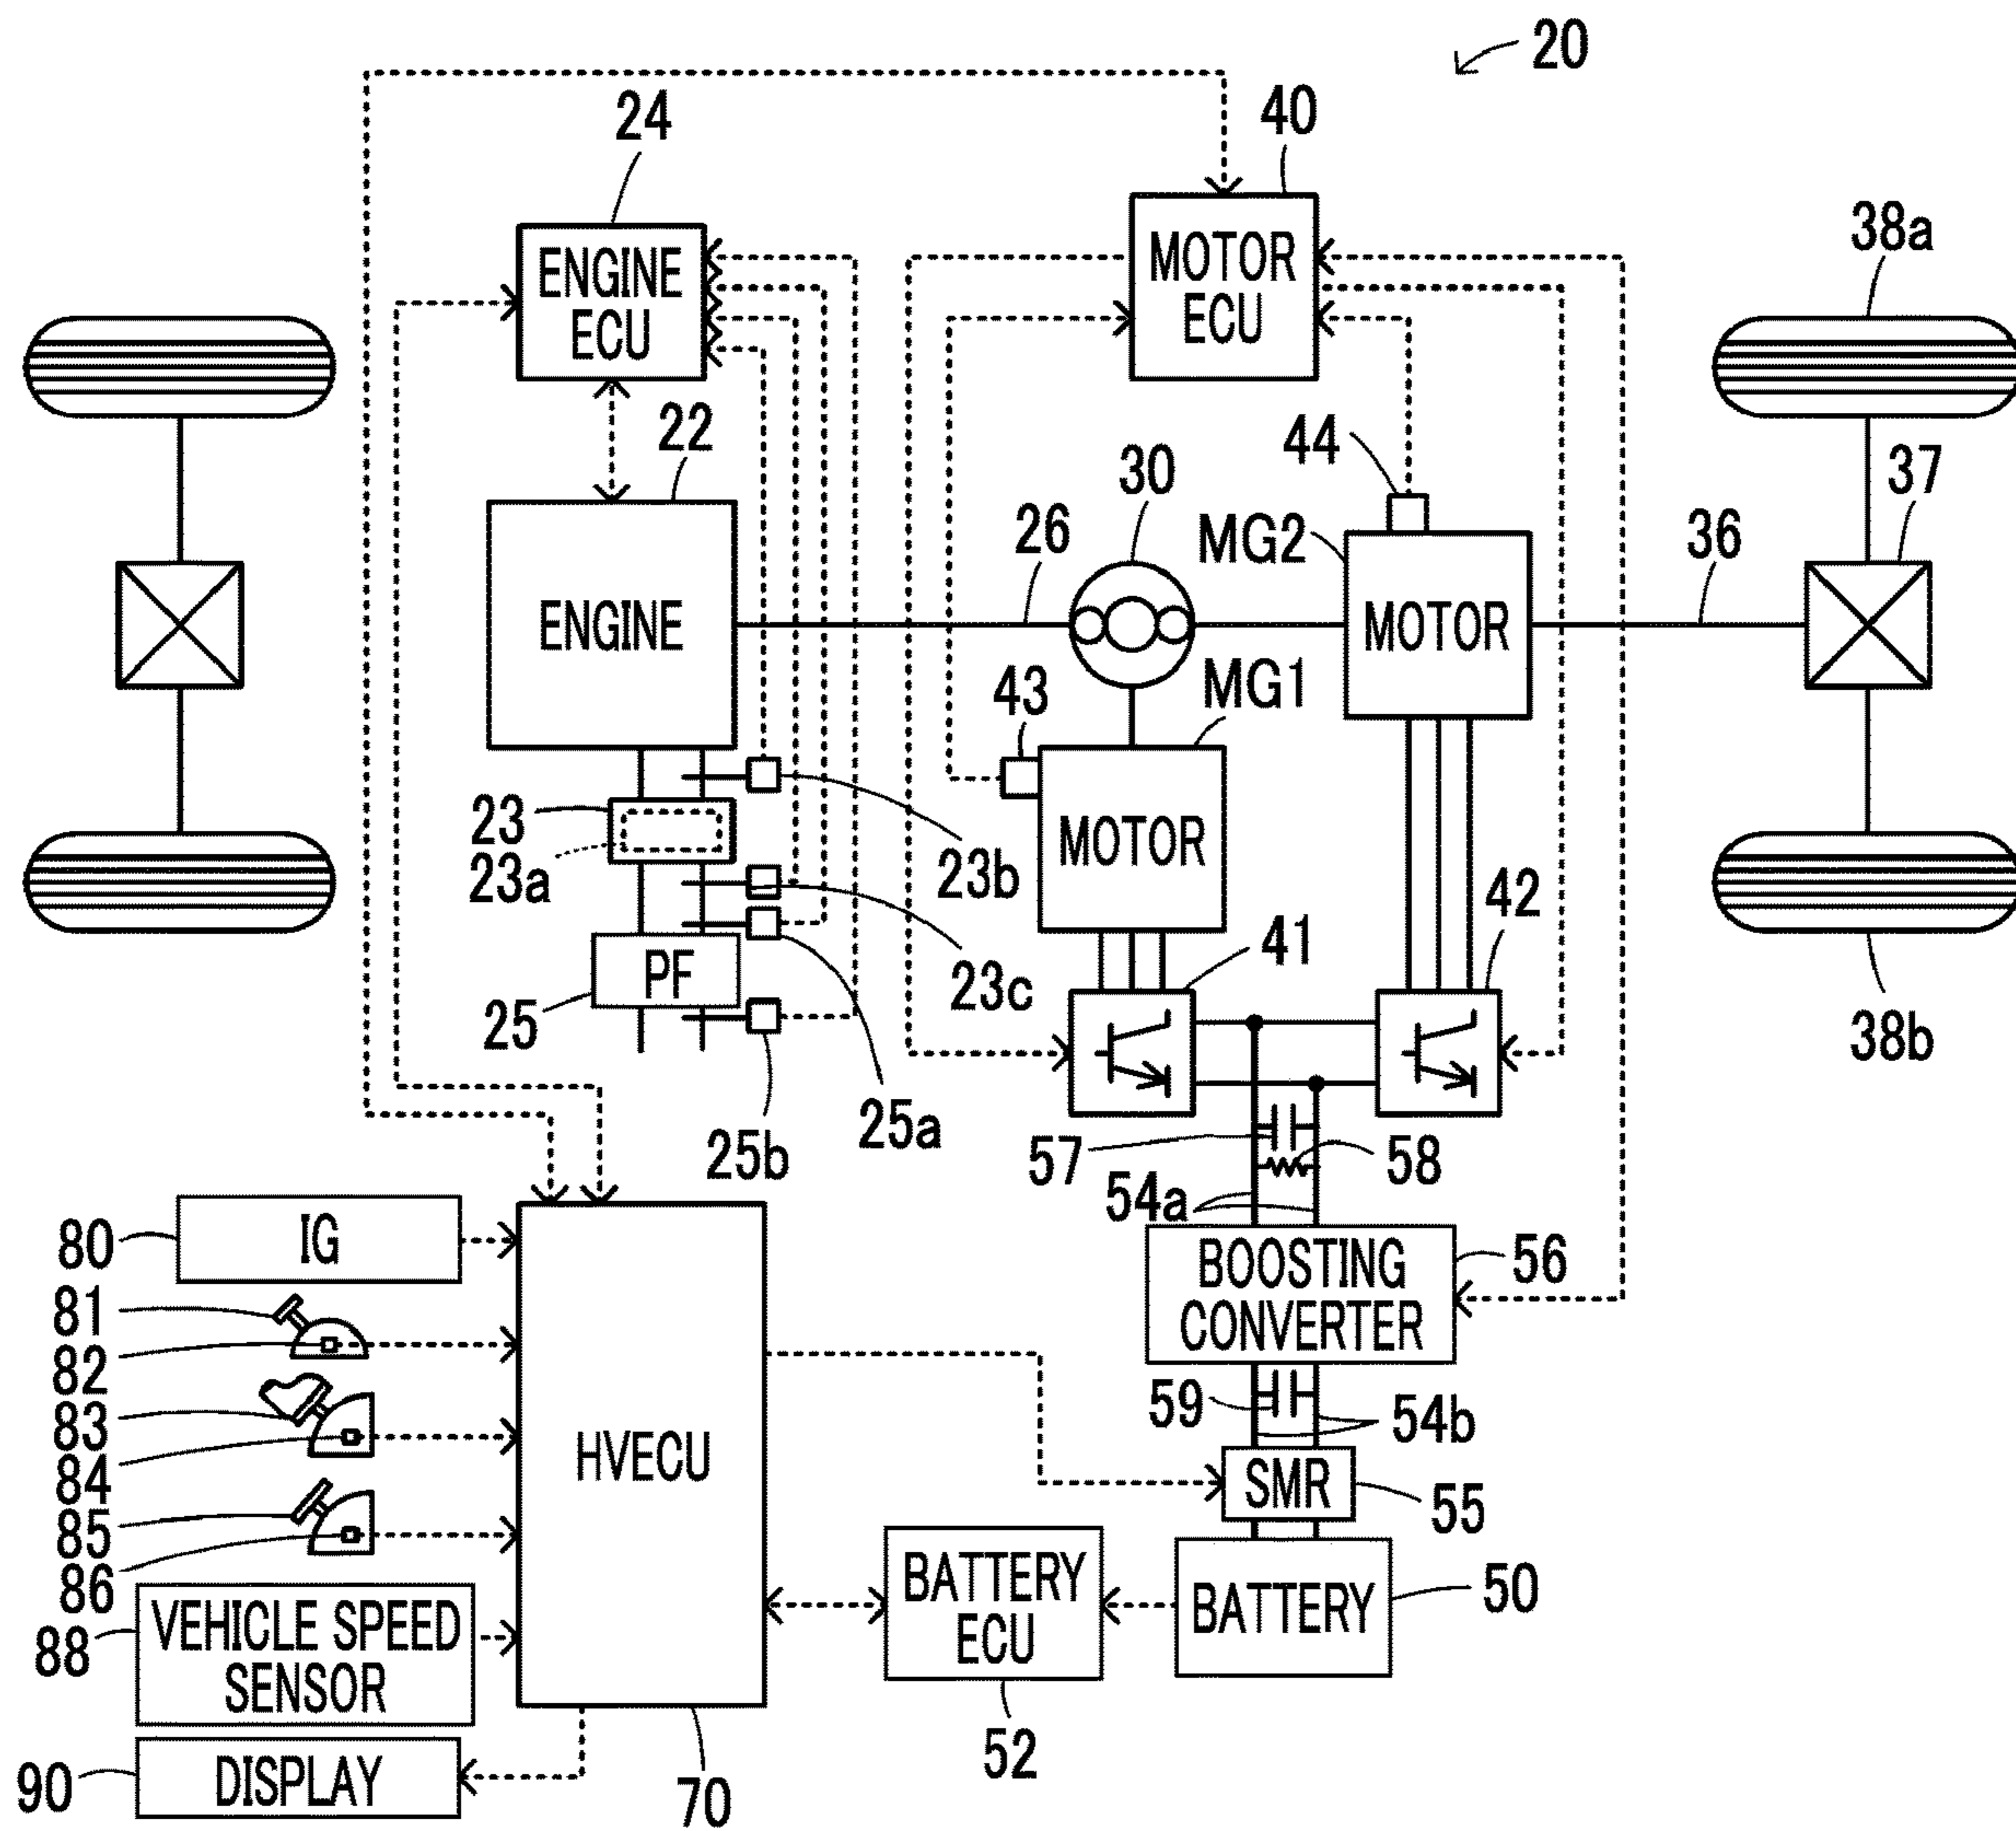 20
24
40
ENGINE
ECU
MOTOR
ECU
38a
22
44
30
37
26
MG2
36
ENGINE
MOTOR
43
MG1
23
23a
MOTOR
23b
42
41
PF
23c
25
38b
25a
25b
57
58
54a
80
IG
BOOSTING
CONVERTER
56
81
82
59
54b
83
HVECU
84
SMR
55
85
86
BATTERY
ECU
BATTERY
50
88
VEHICLE SPEED
SENSOR
52
90
DISPLAY
70